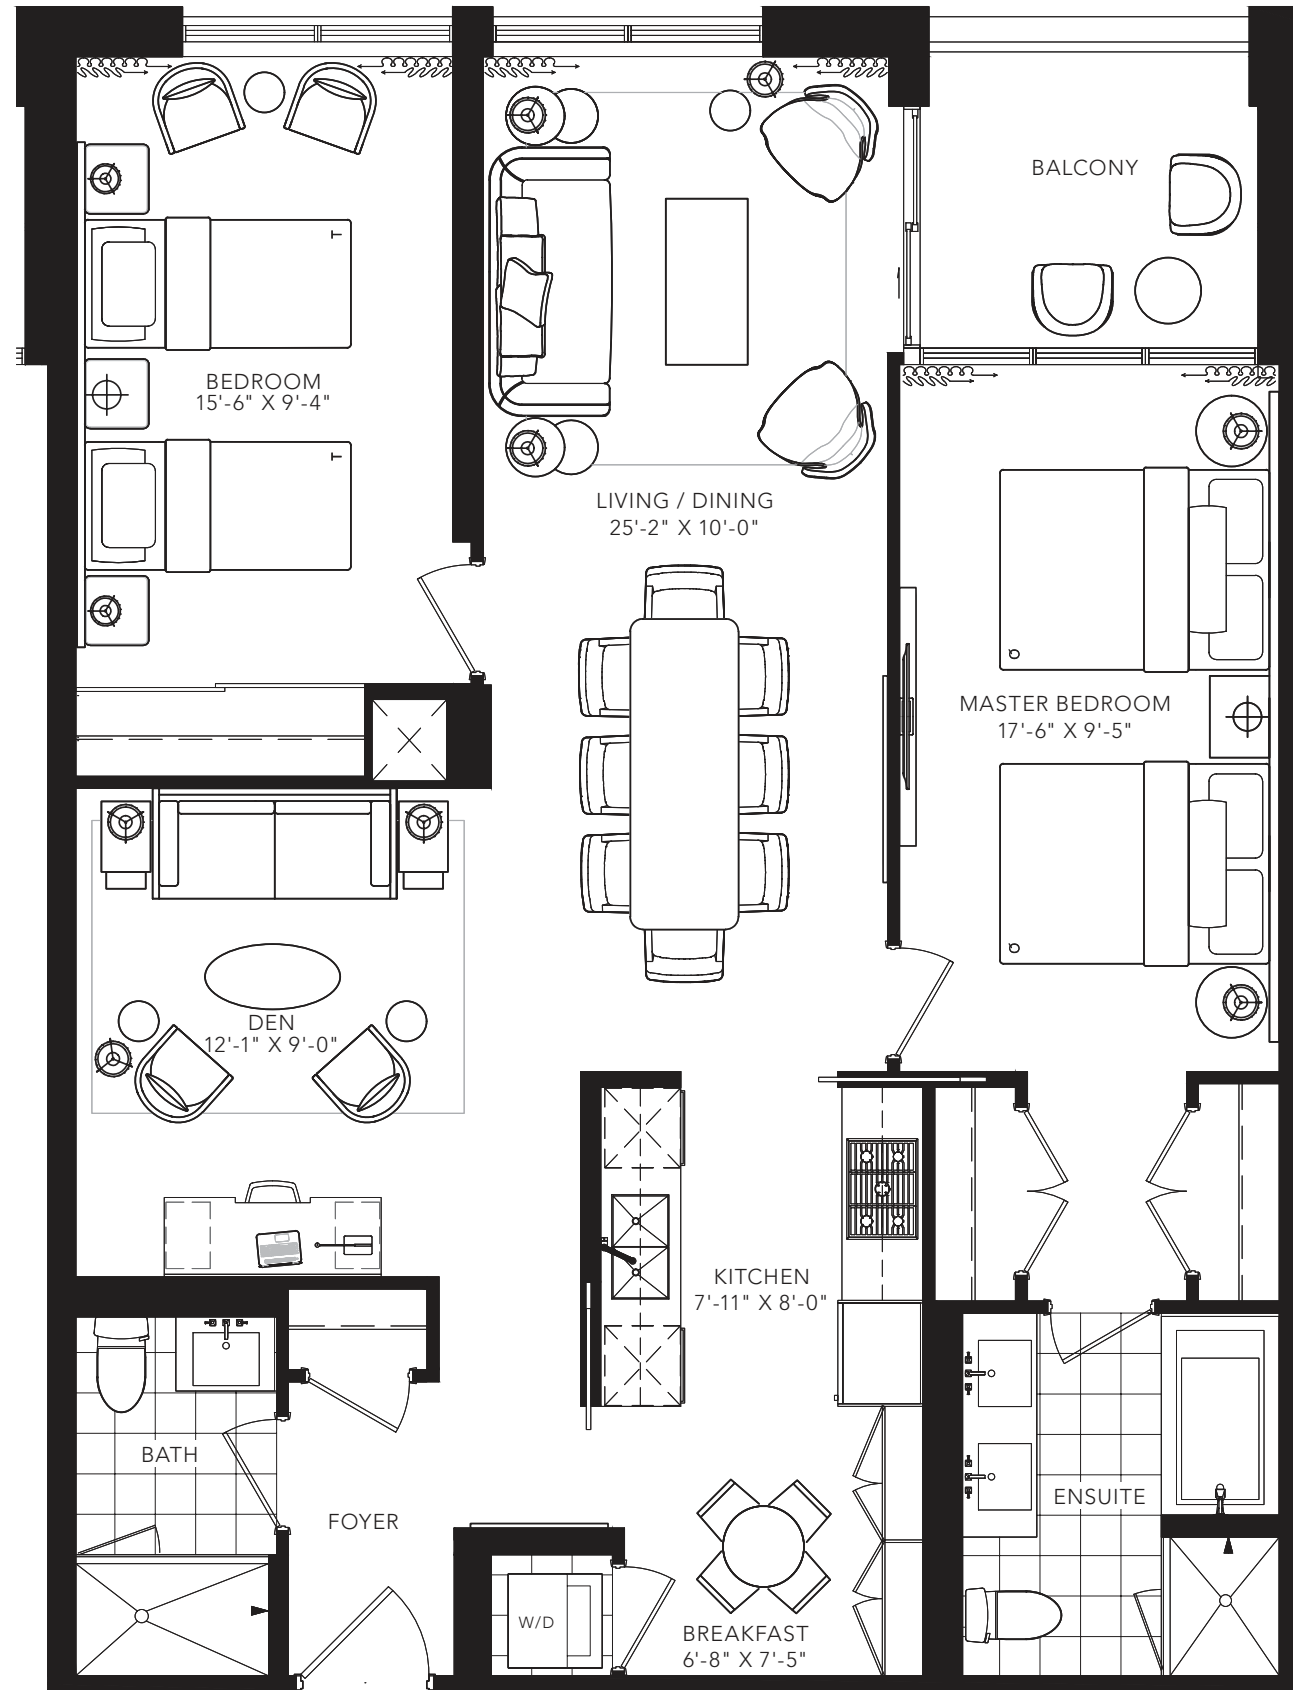 BALCONY
BEDROOM
15'-6" X 9'-4"
LIVING / DINING
25'-2" X 10'-0"
MASTER BEDROOM
17'-6" X 9'-5"
DEN
12'-1" X 9'-0"
KITCHEN
7'-11" X 8'-0"
BATH
ENSUITE
FOYER
W/D
BREAKFAST
6'-8" X 7'-5"